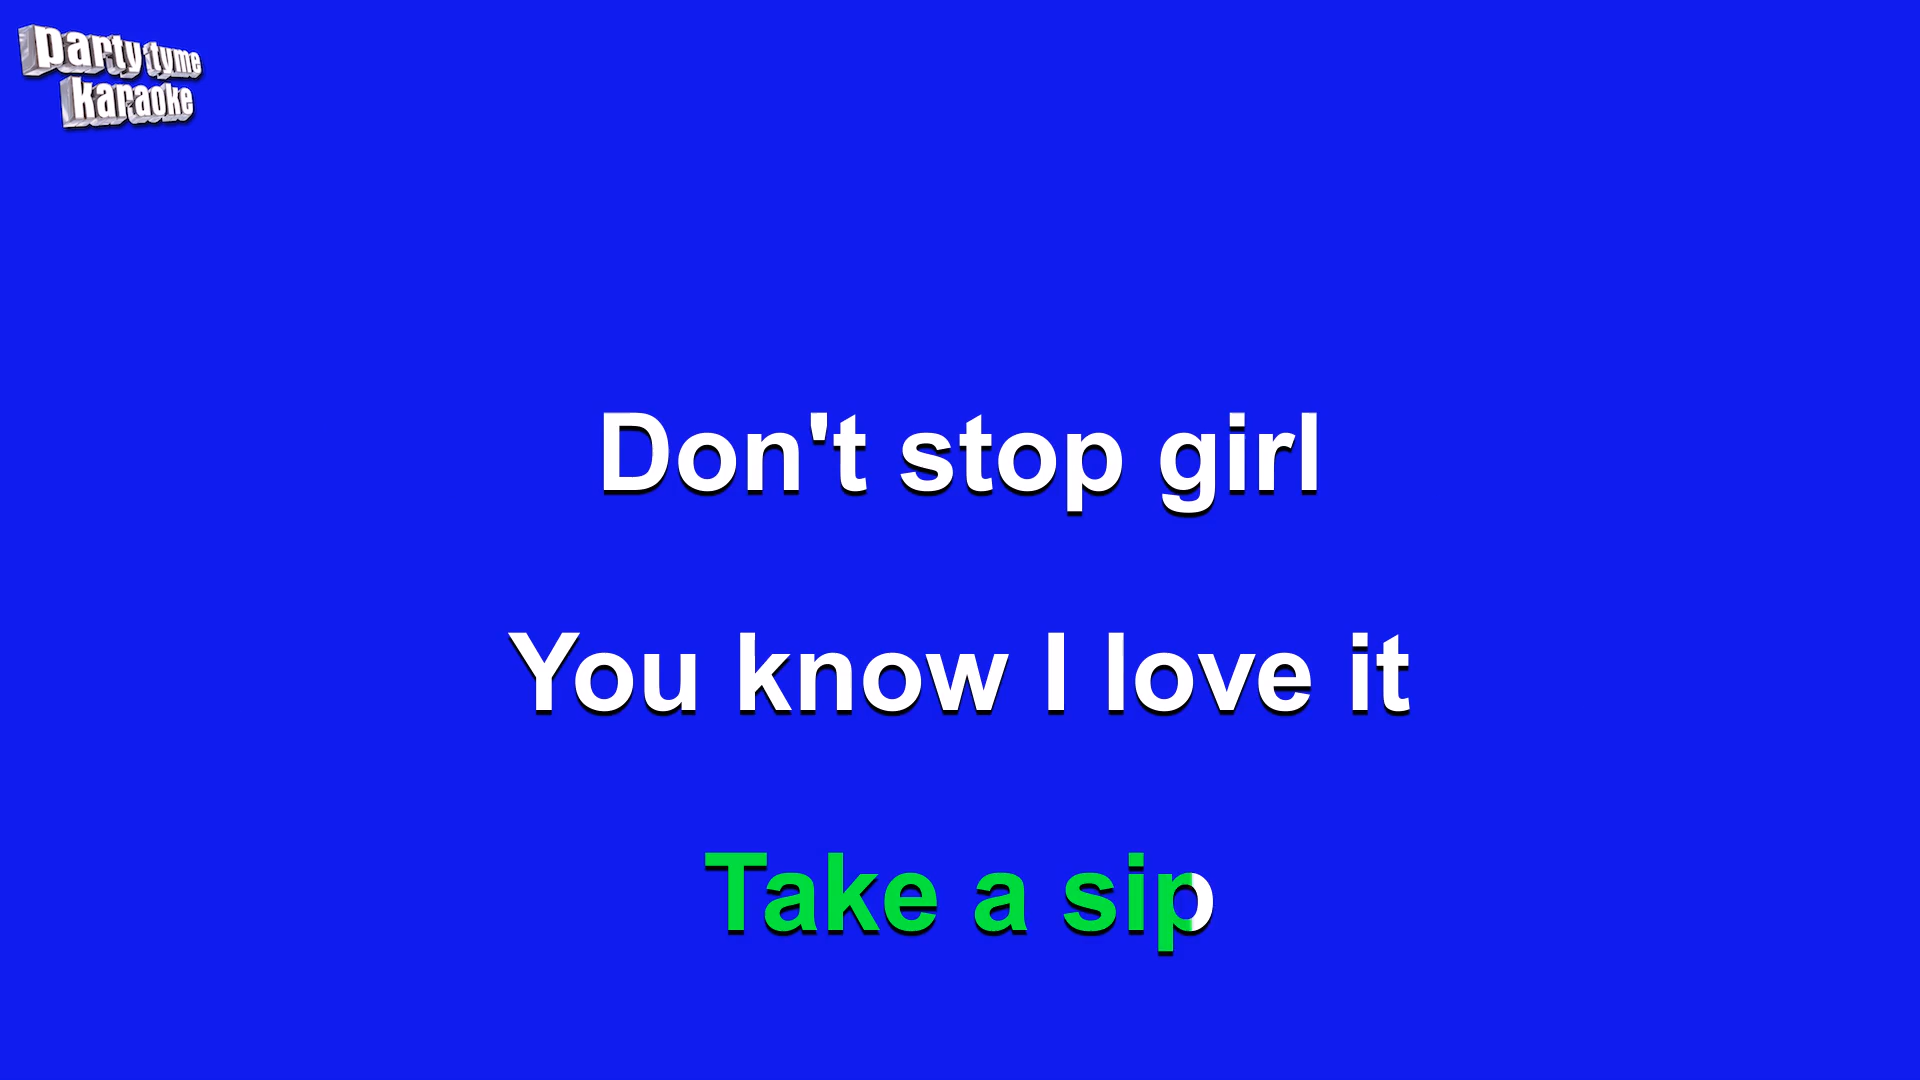 party tyme
karaoke
Don't stop girl
You know I love it
Take a sip